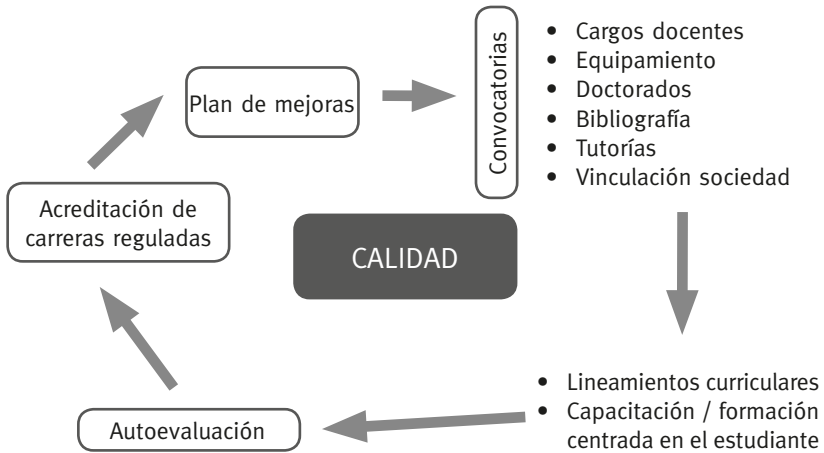 Plan de mejoras
Convocatorias
• Cargos docentes
• Equipamiento
• Doctorados
• Bibliografía
• Tutorías
• Vinculación sociedad
Acreditación de
carreras reguladas
CALIDAD
• Lineamientos curriculares
• Capacitación / formación
centrada en el estudiante
Autoevaluación